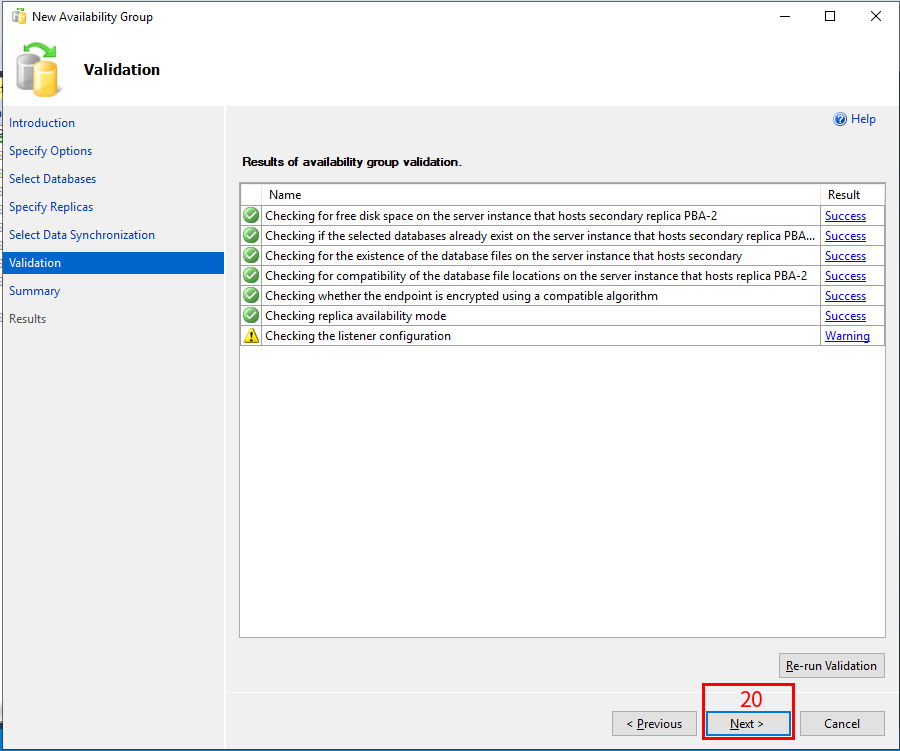 New Availability Group
Validation
Introduction
Specify Options
Select Databases
Specify Replicas
Select Data Synchronization
Validation
Summary
Results
Help
Results of availability group validation.
Name Result
Checking for free disk space on the server instance that hosts secondary replica PBA-2 Success
Checking if the selected databases already exist on the server instance that hosts secondary replica PBA... Success
Checking for the existence of the database files on the server instance that hosts secondary Success
Checking for compatibility of the database file locations on the server instance that hosts replica PBA-2 Success
Checking whether the endpoint is encrypted using a compatible algorithm Success
Checking replica availability mode Success
Checking the listener configuration Warning
Re-run Validation
20
< Previous Next > Cancel